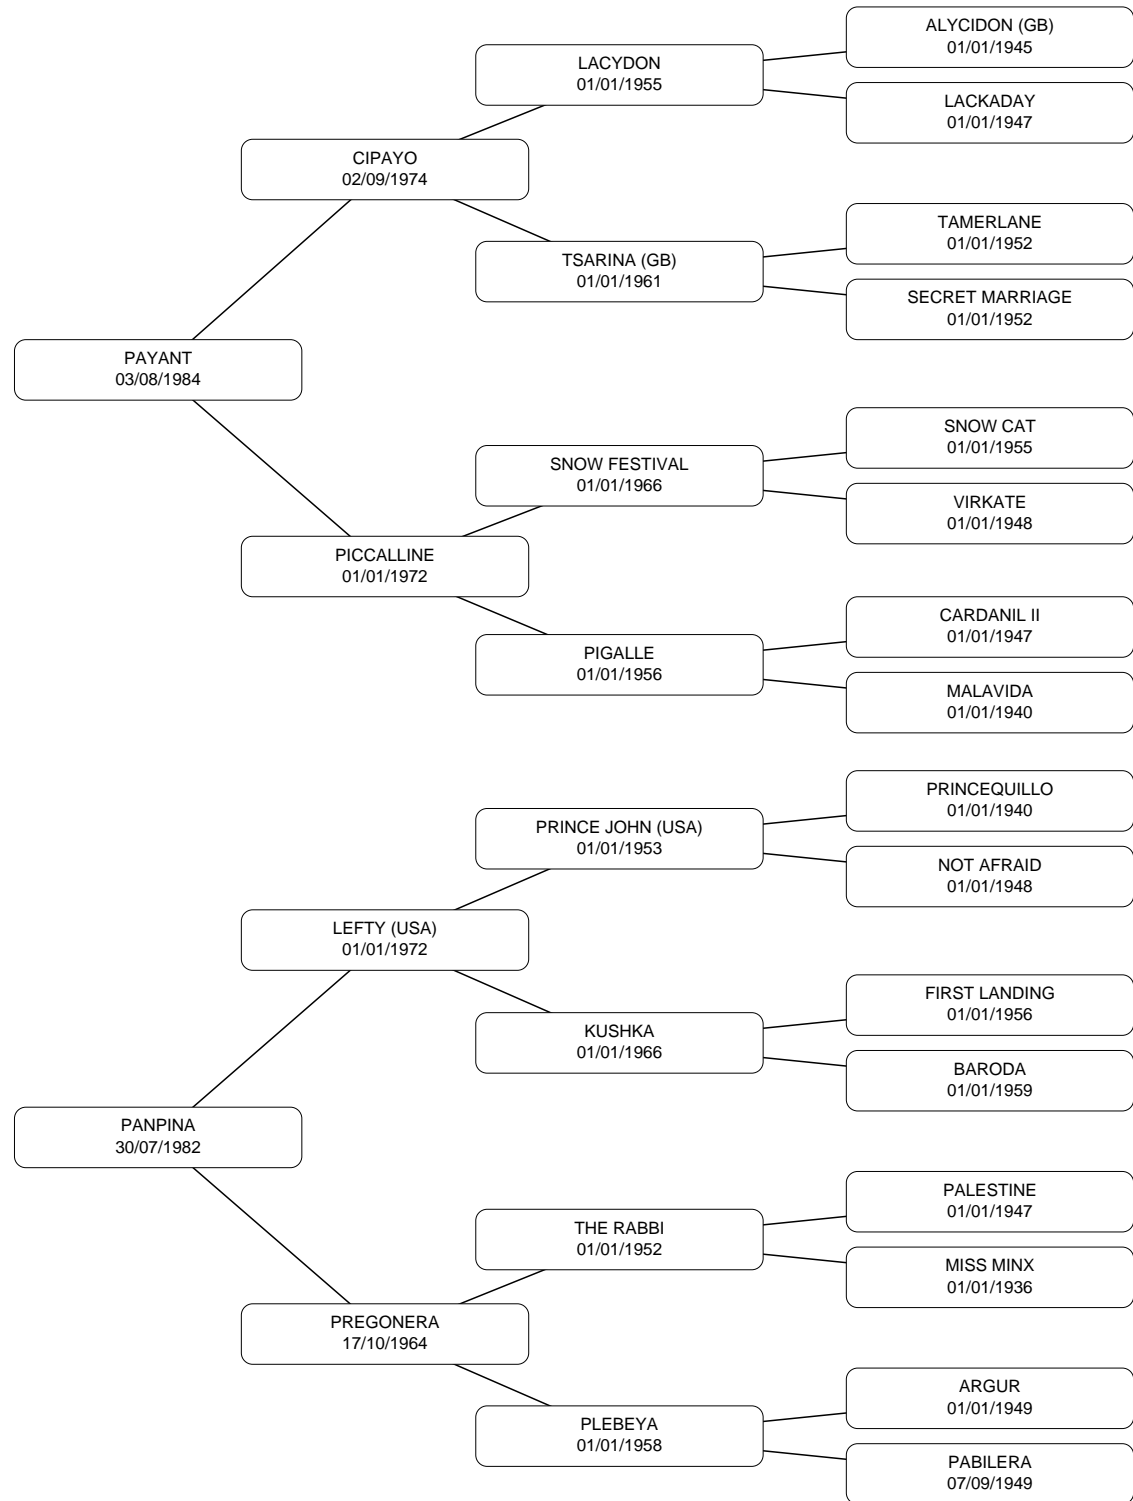 ALYCIDON (GB)
01/01/1945
LACYDON
01/01/1955
LACKADAY
01/01/1947
CIPAYO
02/09/1974
TAMERLANE
01/01/1952
TSARINA (GB)
01/01/1961
SECRET MARRIAGE
01/01/1952
PAYANT
03/08/1984
SNOW CAT
01/01/1955
SNOW FESTIVAL
01/01/1966
VIRKATE
01/01/1948
PICCALLINE
01/01/1972
CARDANIL II
01/01/1947
PIGALLE
01/01/1956
MALAVIDA
01/01/1940
PRINCEQUILLO
01/01/1940
PRINCE JOHN (USA)
01/01/1953
NOT AFRAID
01/01/1948
LEFTY (USA)
01/01/1972
FIRST LANDING
01/01/1956
KUSHKA
01/01/1966
BARODA
01/01/1959
PANPINA
30/07/1982
PALESTINE
01/01/1947
THE RABBI
01/01/1952
MISS MINX
01/01/1936
PREGONERA
17/10/1964
ARGUR
01/01/1949
PLEBEYA
01/01/1958
PABILERA
07/09/1949